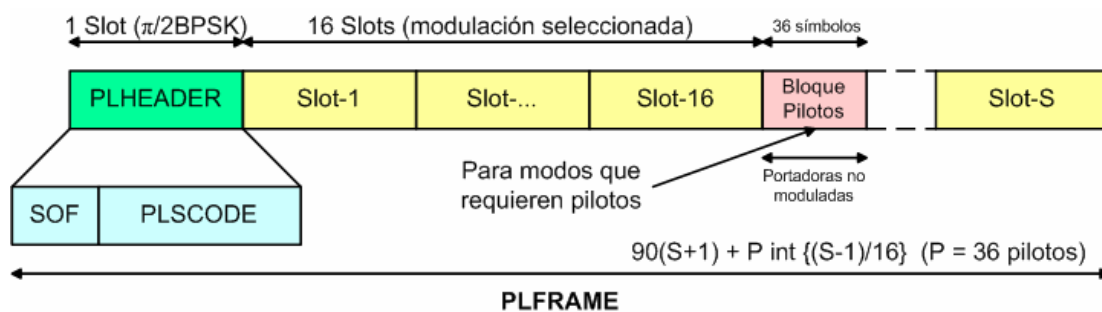 1 Slot (π/2BPSK)
16 Slots (modulación seleccionada)
36 símbolos
PLHEADER
Slot-1
Slot-...
Slot-16
Bloque
Pilotos
Slot-S
Para modos que
requieren pilotos
Portadoras no
moduladas
SOF
PLSCODE
90(S+1) + P int {(S-1)/16} (P = 36 pilotos)
PLFRAME